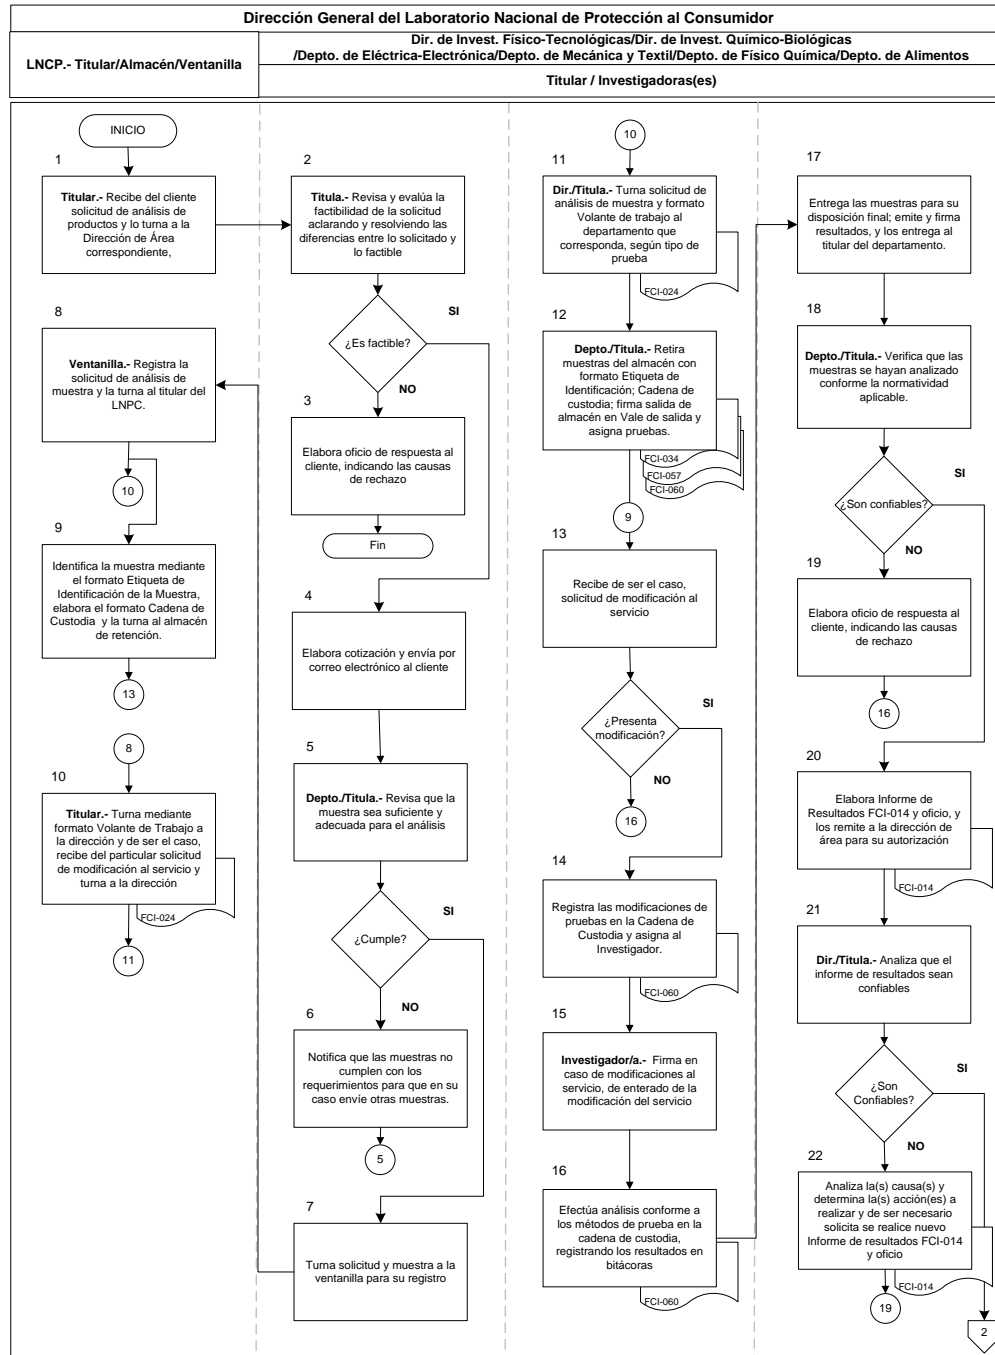 Dirección General del Laboratorio Nacional de Protección al Consumidor
LNCP.- Titular/Almacén/Ventanilla
Dir. de Invest. Físico-Tecnológicas/Dir. de Invest. Químico-Biológicas
/Depto. de Eléctrica-Electrónica/Depto. de Mecánica y Textil/Depto. de Físico Química/Depto. de Alimentos
Titular / Investigadoras(es)
INICIO
1
Titular.- Recibe del cliente
solicitud de análisis de
productos y lo turna a la
Dirección de Área
correspondiente,
8
Ventanilla.- Registra la
solicitud de análisis de
muestra y la turna al titular del
LNPC.
10
9
Identifica la muestra mediante
el formato Etiqueta de
Identificación de la Muestra,
elabora el formato Cadena de
Custodia y la turna al almacén
de retención.
13
8
10
Titular.- Turna mediante
formato Volante de Trabajo a
la dirección y de ser el caso,
recibe del particular solicitud
de modificación al servicio y
turna a la dirección
FCI-024
11
2
Titula.- Revisa y evalúa la
factibilidad de la solicitud
aclarando y resolviendo las
diferencias entre lo solicitado y
lo factible
SI
¿Es factible?
NO
3
Elabora oficio de respuesta al
cliente, indicando las causas
de rechazo
Fin
4
Elabora cotización y envía por
correo electrónico al cliente
5
Depto./Titula.- Revisa que la
muestra sea suficiente y
adecuada para el análisis
SI
¿Cumple?
NO
6
Notifica que las muestras no
cumplen con los
requerimientos para que en su
caso envíe otras muestras.
5
7
Turna solicitud y muestra a la
ventanilla para su registro
10
11
Dir./Titula.- Turna solicitud de
análisis de muestra y formato
Volante de trabajo al
departamento que
corresponda, según tipo de
prueba
FCI-024
12
Depto./Titula.- Retira
muestras del almacén con
formato Etiqueta de
Identificación; Cadena de
custodia; firma salida de
almacén en Vale de salida y
asigna pruebas.
FCI-034
FCI-057
FCI-060
9
13
Recibe de ser el caso,
solicitud de modificación al
servicio
SI
¿Presenta
modificación?
NO
16
14
Registra las modificaciones de
pruebas en la Cadena de
Custodia y asigna al
Investigador.
FCI-060
15
Investigador/a.- Firma en
caso de modificaciones al
servicio, de enterado de la
modificación del servicio
16
Efectúa análisis conforme a
los métodos de prueba en la
cadena de custodia,
registrando los resultados en
bitácoras
FCI-060
17
Entrega las muestras para su
disposición final; emite y firma
resultados, y los entrega al
titular del departamento.
18
Depto./Titula.- Verifica que las
muestras se hayan analizado
conforme la normatividad
aplicable.
SI
¿Son confiables?
NO
19
Elabora oficio de respuesta al
cliente, indicando las causas
de rechazo
16
20
Elabora Informe de
Resultados FCI-014 y oficio, y
los remite a la dirección de
área para su autorización
FCI-014
21
Dir./Titula.- Analiza que el
informe de resultados sean
confiables
SI
¿Son
Confiables?
NO
22
Analiza la(s) causa(s) y
determina la(s) acción(es) a
realizar y de ser necesario
solicita se realice nuevo
Informe de resultados FCI-014
y oficio
FCI-014
19
2